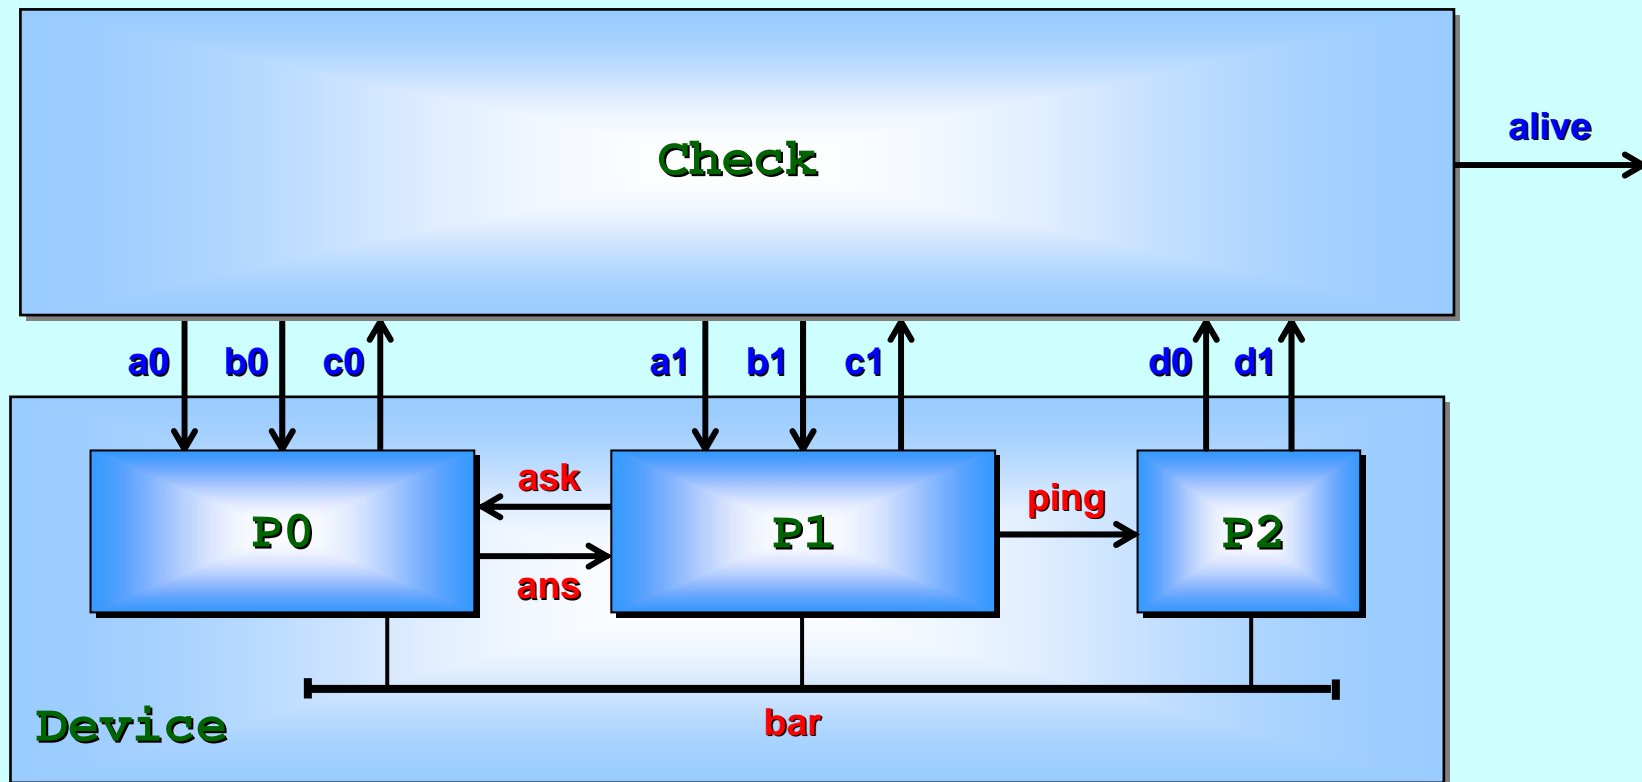 Check
alive
a0 b0 c0 a1 b1 c1 d0 d1
ask
ping
P0 P1 P2
ans
bar
Device